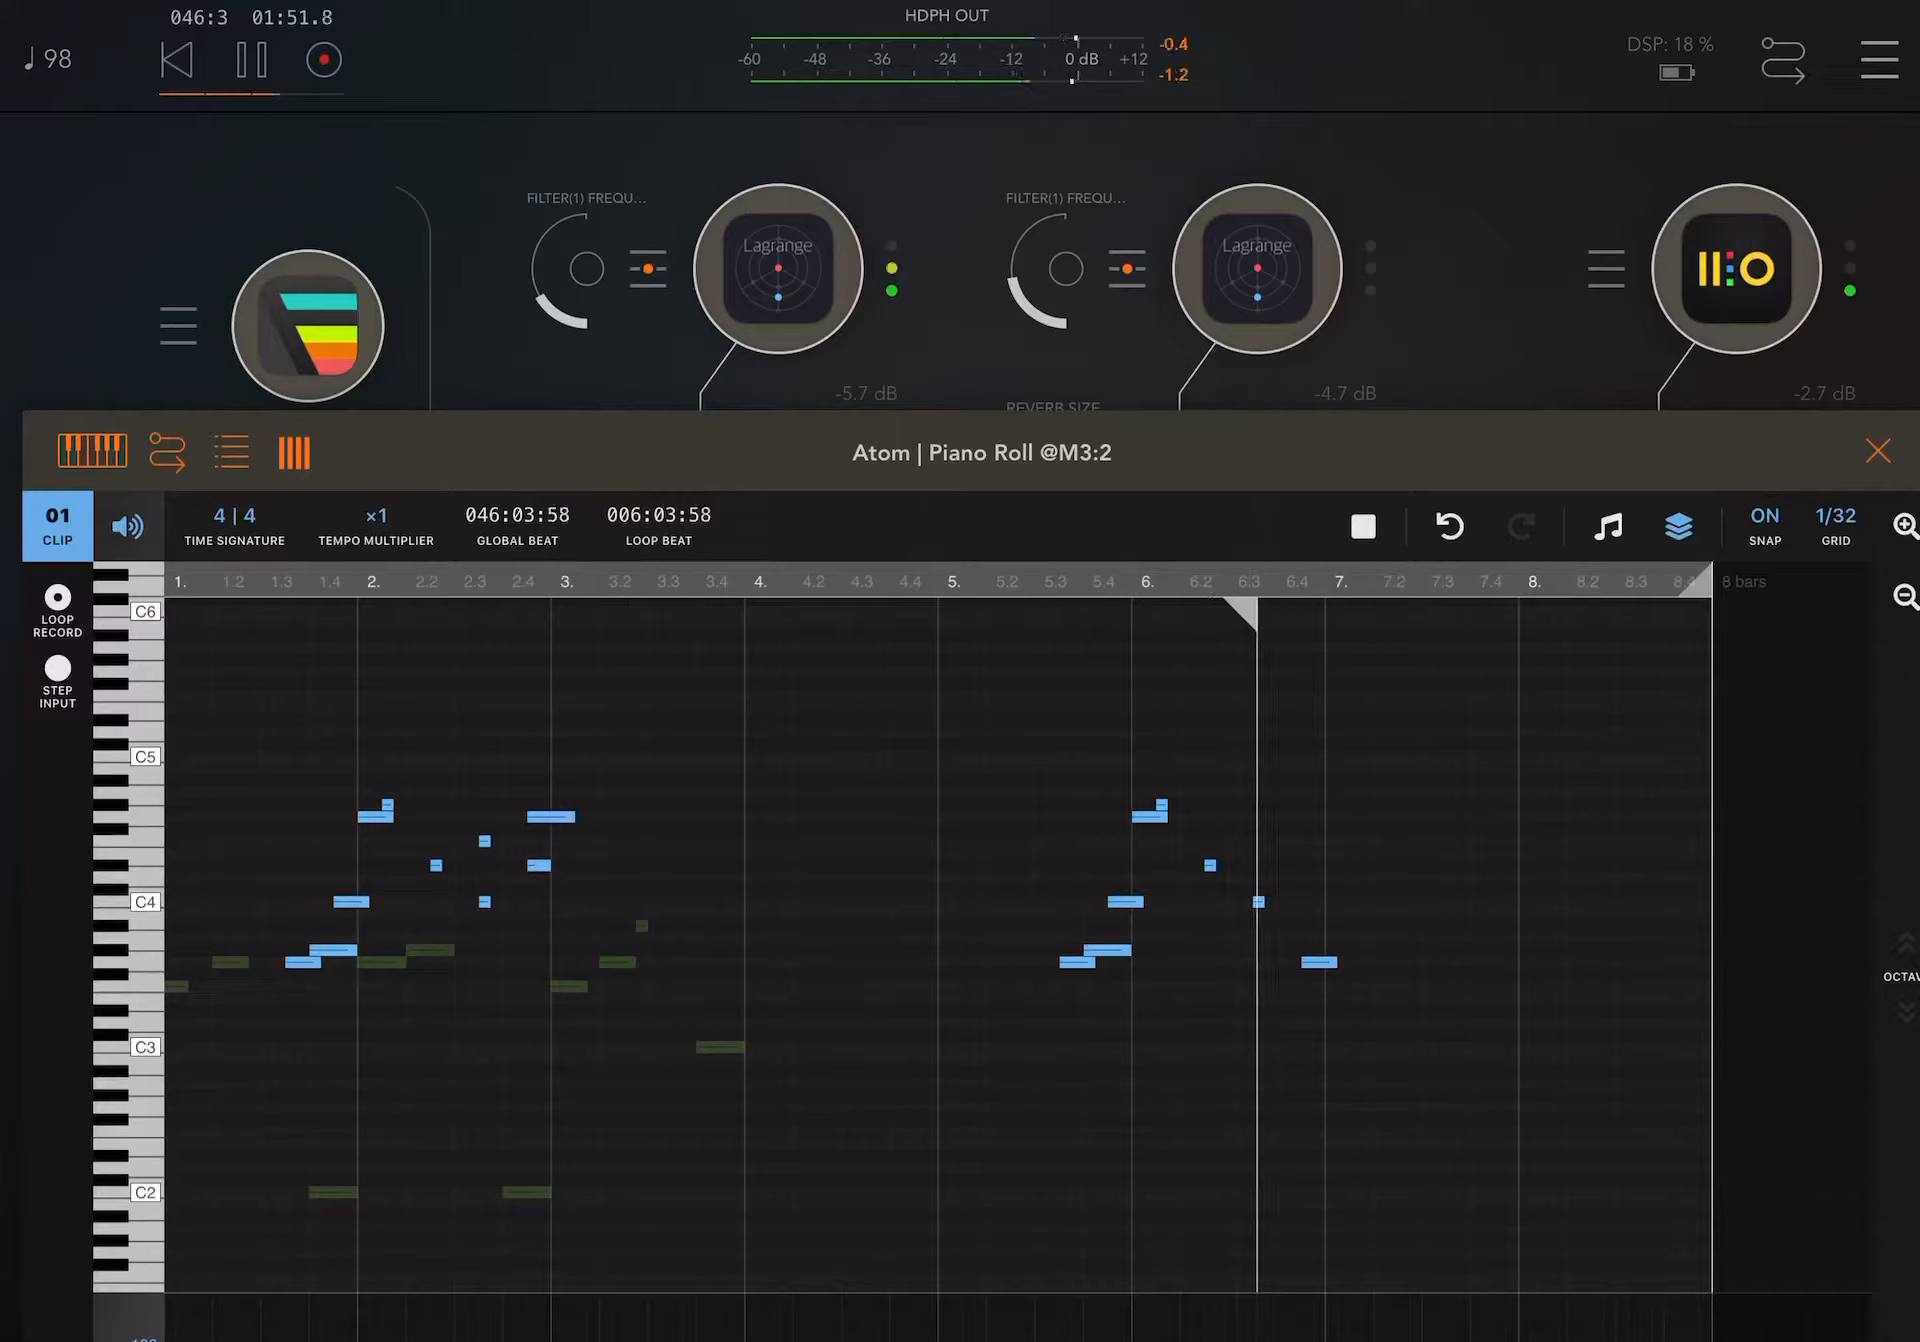 046:3 01:51.8
HDPH OUT
♩ 98
-60 -48 -36 -24 -12 0 dB +12
-0.4
-1.2
DSP: 18 %
FILTER(1) FREQU...
FILTER(1) FREQU...
Lagrange
Lagrange
-5.7 dB
-4.7 dB
-2.7 dB
REVERB SIZE
Atom | Piano Roll @M3:2
01
CLIP
4 | 4
TIME SIGNATURE
×1
TEMPO MULTIPLIER
046:03:58
GLOBAL BEAT
006:03:58
LOOP BEAT
ON
SNAP
1/32
GRID
1. 1.2 1.3 1.4 2. 2.2 2.3 2.4 3. 3.2 3.3 3.4 4. 4.2 4.3 4.4 5. 5.2 5.3 5.4 6. 6.2 6.3 6.4 7. 7.2 7.3 7.4 8. 8.2 8.3 8.4 8 bars
LOOP
RECORD
STEP
INPUT
C6
C5
C4
C3
C2
OCTAV